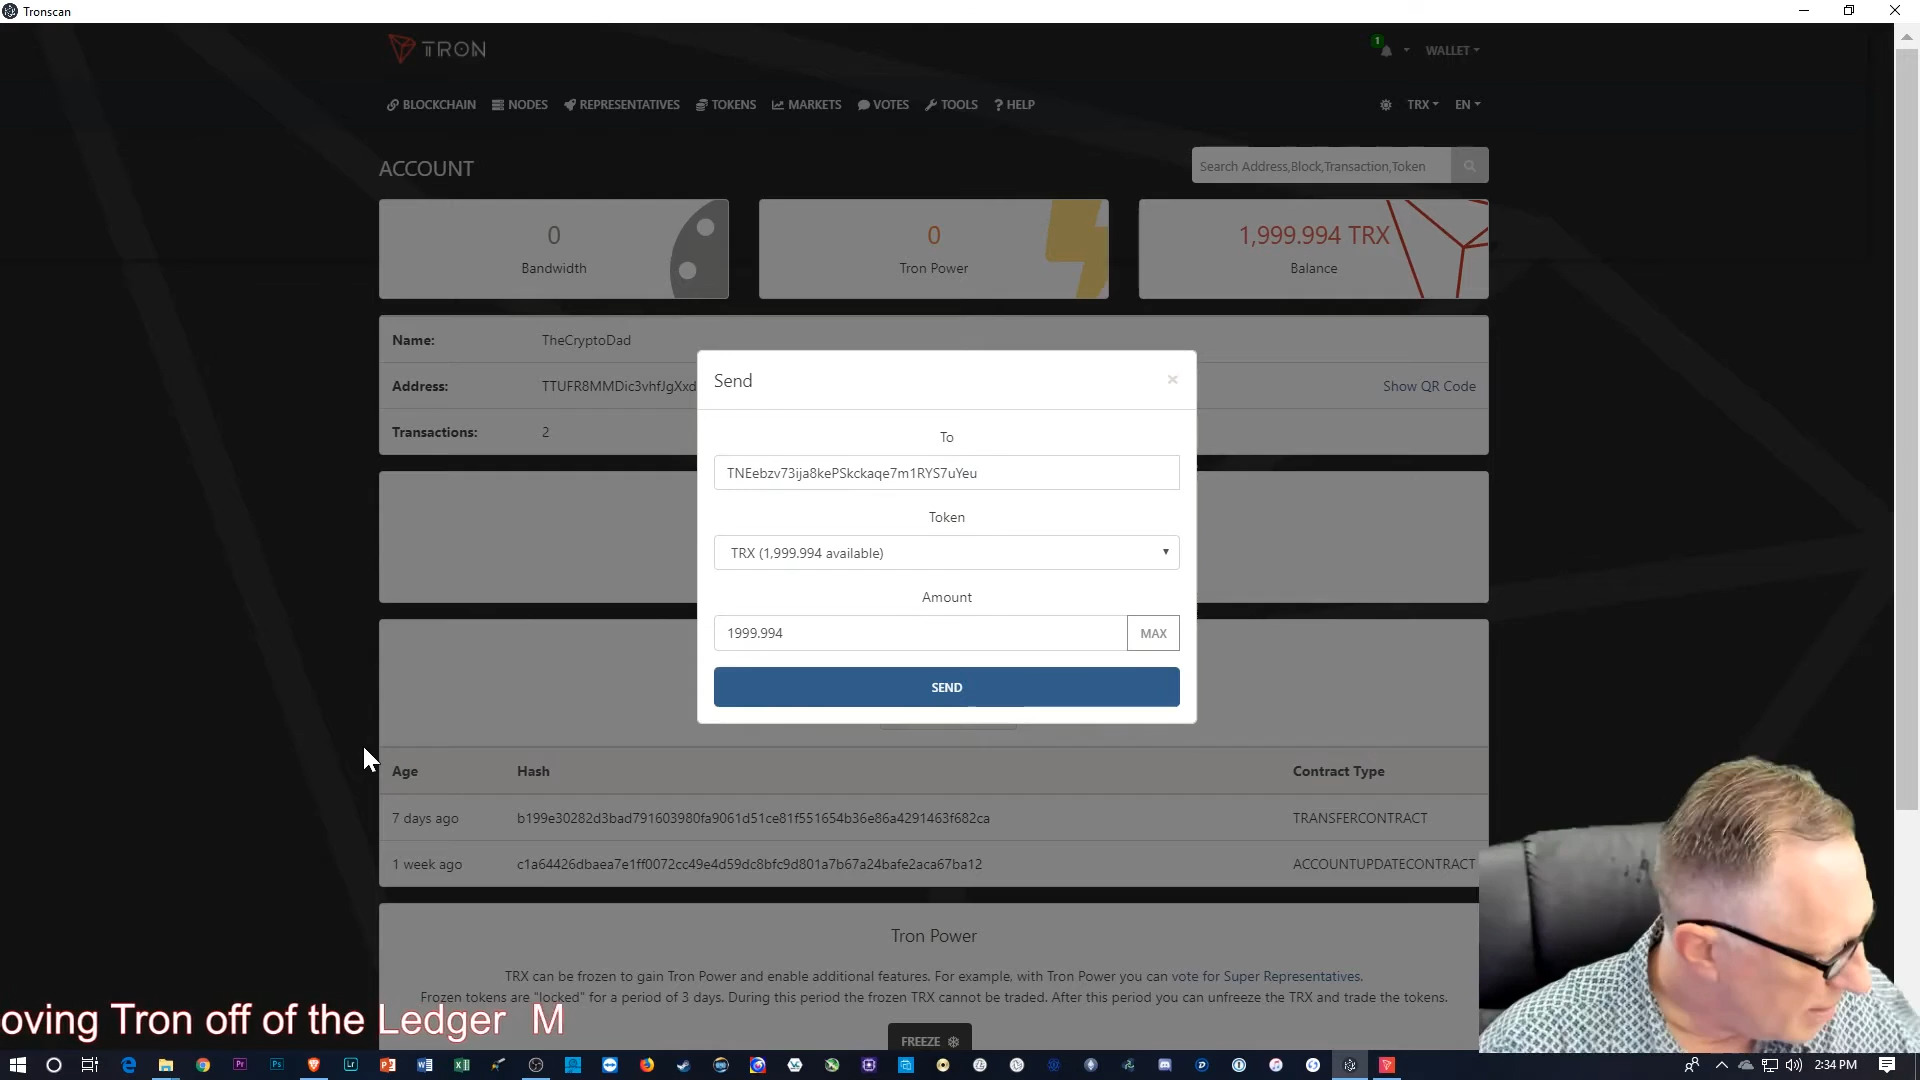 Tronscan
TRON
1
WALLET
BLOCKCHAIN NODES REPRESENTATIVES TOKENS MARKETS VOTES TOOLS HELP
TRX EN
ACCOUNT
Search Address,Block,Transaction,Token
0
Bandwidth
0
Tron Power
1,999.994 TRX
Balance
Name: TheCryptoDad
Address: TTUFR8MMDic3vhfJgXxd
Show QR Code
Transactions: 2
Send
×
To
TNEebzv73ija8kePSkckaqe7m1RYS7uYeu
Token
TRX (1,999.994 available)
Amount
1999.994
MAX
SEND
Age Hash Contract Type
7 days ago b199e30282d3bad791603980fa9061d51ce81f551654b36e86a4291463f682ca TRANSFERCONTRACT
1 week ago c1a64426dbaea7e1ff0072cc49e4d59dc8bfc9d801a7b67a24bafe2aca67ba12 ACCOUNTUPDATECONTRACT
Tron Power
TRX can be frozen to gain Tron Power and enable additional features. For example, with Tron Power you can vote for Super Representatives.
Frozen tokens are "locked" for a period of 3 days. During this period the frozen TRX cannot be traded. After this period you can unfreeze the TRX and trade the tokens.
FREEZE
oving Tron off of the Ledger M
2:34 PM